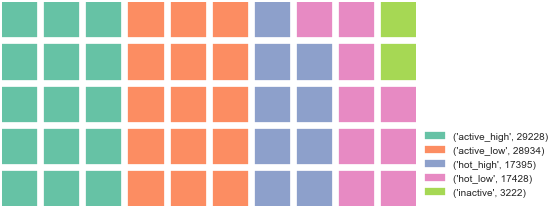 ('active_high', 29228)
('active_low', 28934)
('hot_high', 17395)
('hot_low', 17428)
('inactive', 3222)